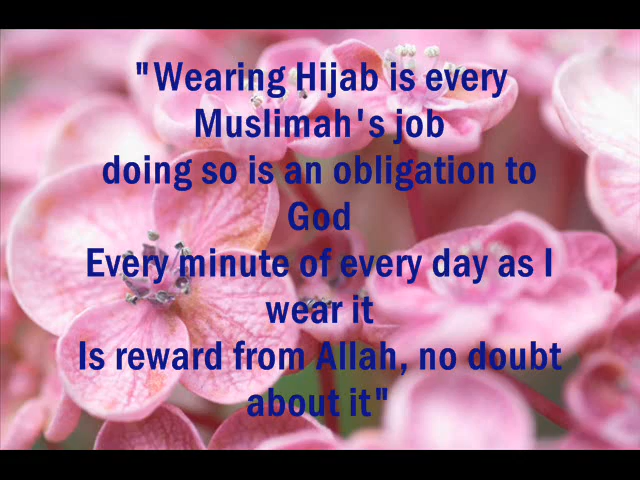 "Wearing Hijab is every
Muslimah's job
doing so is an obligation to
God
Every minute of every day as I
wear it
Is reward from Allah, no doubt
about it"